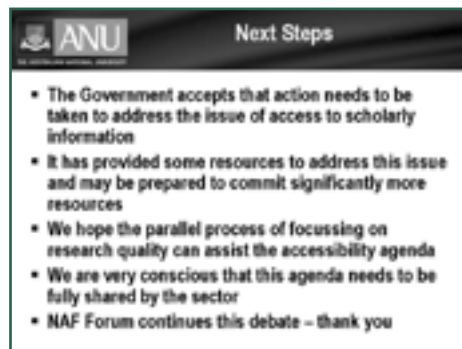 ANU
THE AUSTRALIAN NATIONAL UNIVERSITY
Next Steps
▪ The Government accepts that action needs to be
taken to address the issue of access to scholarly
information
▪ It has provided some resources to address this issue
and may be prepared to commit significantly more
resources
▪ We hope the parallel process of focussing on
research quality can assist the accessibility agenda
▪ We are very conscious that this agenda needs to be
fully shared by the sector
▪ NAF Forum continues this debate – thank you